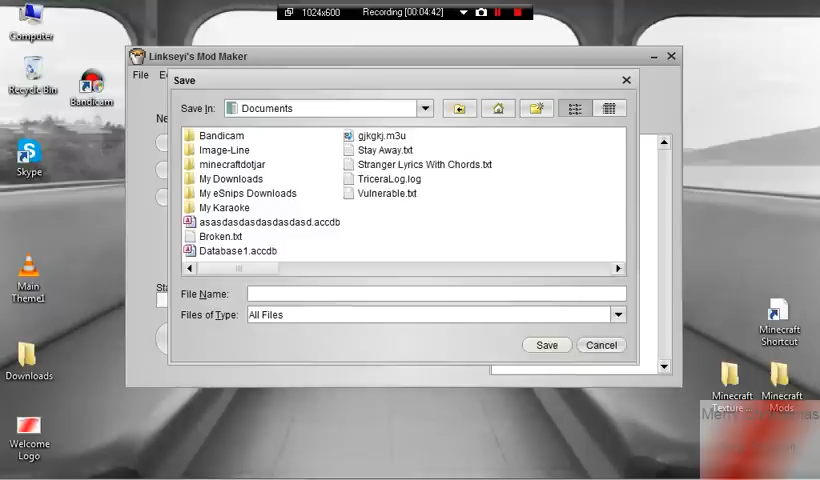 1024x600
Recording [00:04:42]
Computer
Recycle Bin
Bandicam
Skype
Main
Theme1
Downloads
Welcome
Logo
Linkseyi's Mod Maker
File
Save
Save In:
Documents
Bandicam
Image-Line
minecraftdotjar
My Downloads
My eSnips Downloads
My Karaoke
asasdasdasdasdasdasd.accdb
Broken.txt
Database1.accdb
gjkgkj.m3u
Stay Away.txt
Stranger Lyrics With Chords.txt
TriceraLog.log
Vulnerable.txt
File Name:
Files of Type:
All Files
Save
Cancel
Minecraft
Shortcut
Minecraft
Texture ...
Minecraft
Mods